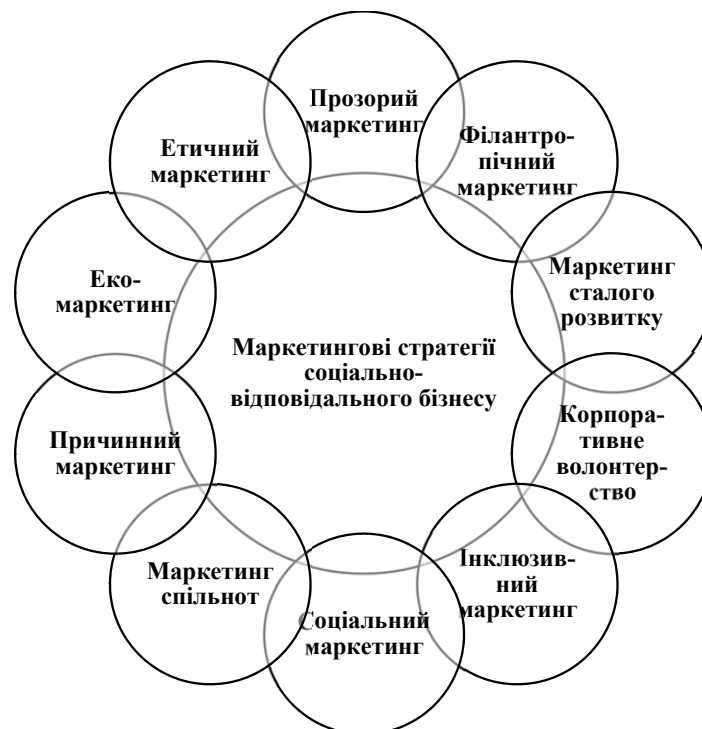 Прозорий
маркетинг
Філантро-
пічний
маркетинг
Маркетинг
сталого
розвитку
Корпора-
тивне
волонтер-
ство
Інклюзив-
ний
маркетинг
Соціальний
маркетинг
Маркетинг
спільнот
Причинний
маркетинг
Еко-
маркетинг
Етичний
маркетинг
Маркетингові стратегії
соціально-
відповідального бізнесу